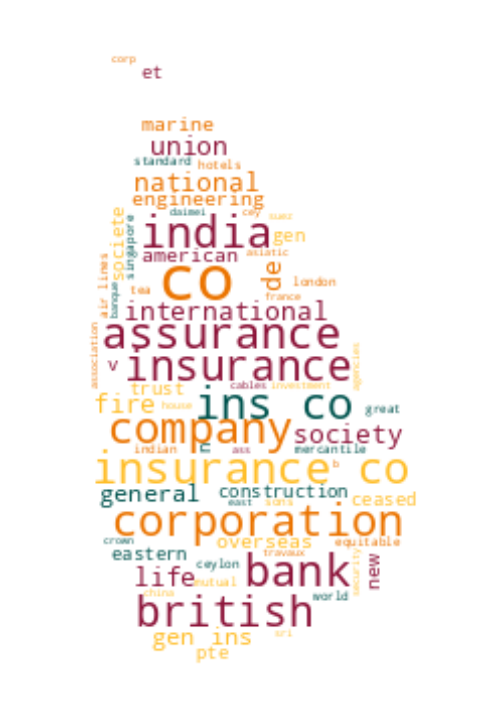 corp
et
marine
union
standard
hotels
national
engineering
daimei
cey
suez
societe
singapore
india
gen
american
asiatic
air lines
banque
tea
co
de
london
france
international
association
assurance
v
insurance
agencies
trust
cables
investment
fire
house
ins co
great
company
society
n
indian
ass
mercantile
insurance co
b
general
construction
east
sons
ceased
corporation
crown
overseas
equitable
eastern
travaux
ceylon
life
mutual
bank
security
new
china
world
british
gen ins
sri
pte